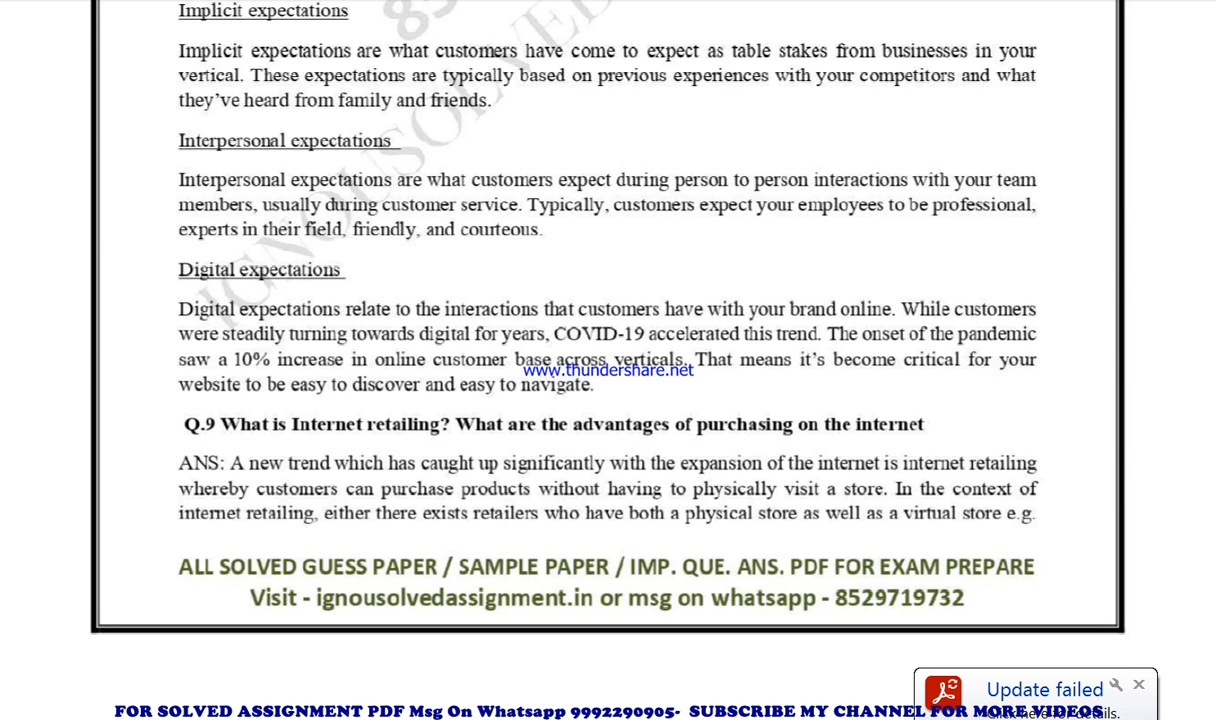 Implicit expectations
Implicit expectations are what customers have come to expect as table stakes from businesses in your
vertical. These expectations are typically based on previous experiences with your competitors and what
they've heard from family and friends.
Interpersonal expectations
Interpersonal expectations are what customers expect during person to person interactions with your team
members, usually during customer service. Typically, customers expect your employees to be professional,
experts in their field, friendly, and courteous.
Digital expectations
Digital expectations relate to the interactions that customers have with your brand online. While customers
were steadily turning towards digital for years, COVID-19 accelerated this trend. The onset of the pandemic
saw a 10% increase in online customer base across verticals. That means it's become critical for your
www.thundershare.net
website to be easy to discover and easy to navigate.
Q.9 What is Internet retailing? What are the advantages of purchasing on the internet
ANS: A new trend which has caught up significantly with the expansion of the internet is internet retailing
whereby customers can purchase products without having to physically visit a store. In the context of
internet retailing, either there exists retailers who have both a physical store as well as a virtual store e.g.
ALL SOLVED GUESS PAPER / SAMPLE PAPER / IMP. QUE. ANS. PDF FOR EXAM PREPARE
Visit - ignousolvedassignment.in or msg on whatsapp - 8529719732
Update failed
FOR SOLVED ASSIGNMENT PDF Msg On Whatsapp 9992290905- SUBSCRIBE MY CHANNEL FOR MORE VIDEOS